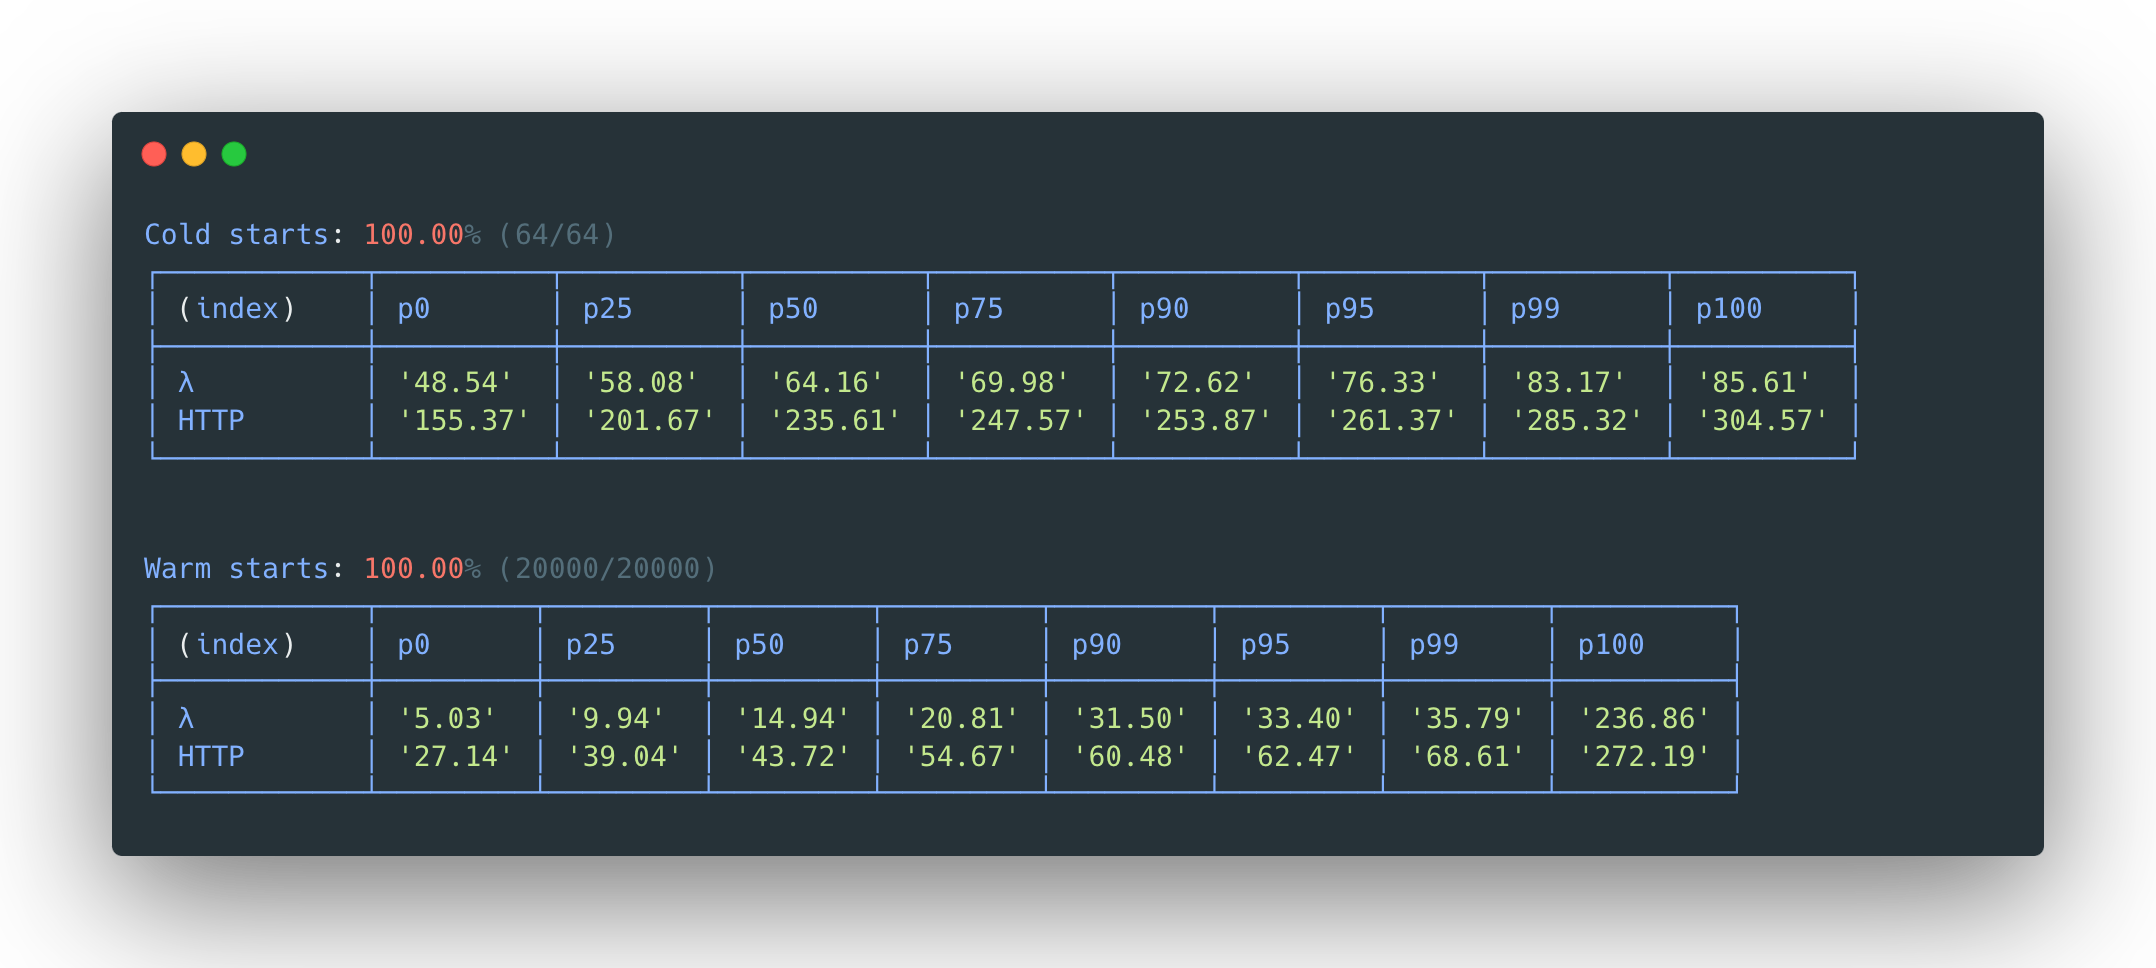 Cold starts: 100.00% (64/64)
(index) p0 p25 p50 p75 p90 p95 p99 p100
λ '48.54' '58.08' '64.16' '69.98' '72.62' '76.33' '83.17' '85.61'
HTTP '155.37' '201.67' '235.61' '247.57' '253.87' '261.37' '285.32' '304.57'
Warm starts: 100.00% (20000/20000)
(index) p0 p25 p50 p75 p90 p95 p99 p100
λ '5.03' '9.94' '14.94' '20.81' '31.50' '33.40' '35.79' '236.86'
HTTP '27.14' '39.04' '43.72' '54.67' '60.48' '62.47' '68.61' '272.19'